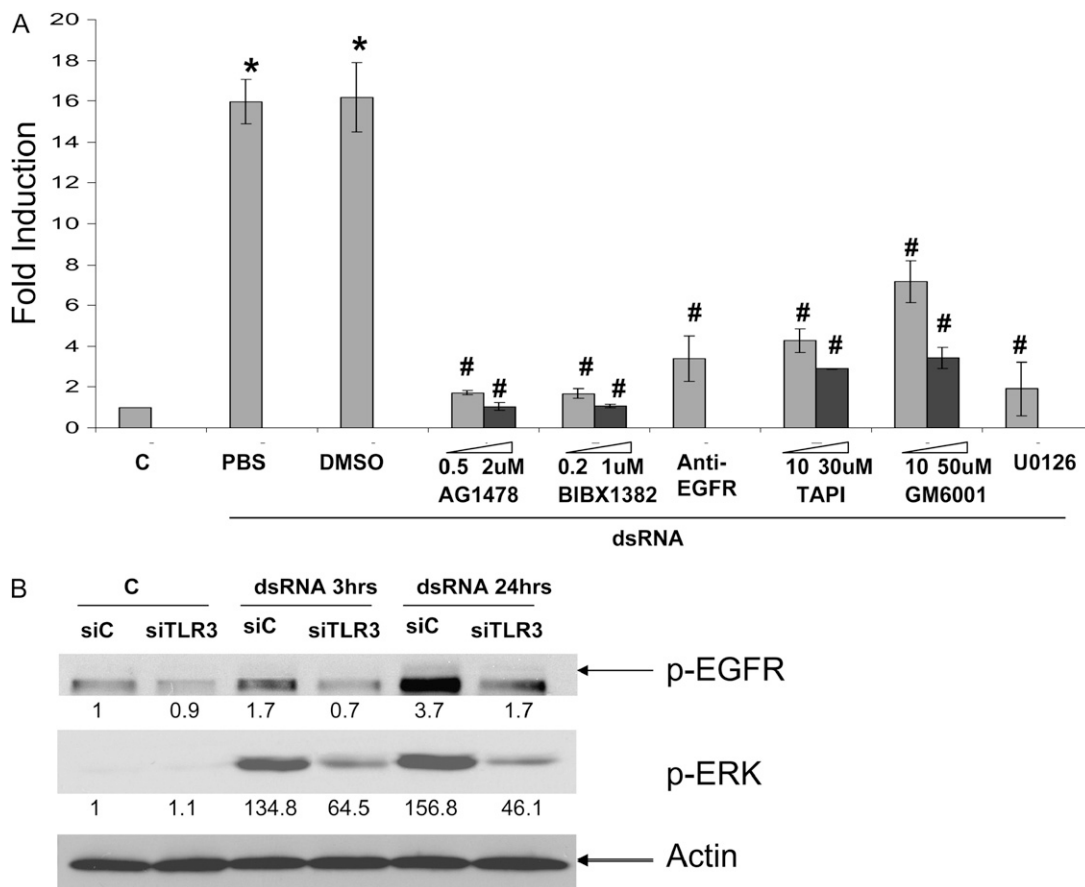 A
Fold Induction
20
18
16
14
12
10
8
6
4
2
0
* *
# # # # # # # # # #
C PBS DMSO 0.5 2uM 0.2 1uM Anti- 10 30uM 10 50uM U0126
AG1478 BIBX1382 EGFR TAPI GM6001
dsRNA
B
C dsRNA 3hrs dsRNA 24hrs
siC siTLR3 siC siTLR3 siC siTLR3
p-EGFR
1 0.9 1.7 0.7 3.7 1.7
p-ERK
1 1.1 134.8 64.5 156.8 46.1
Actin